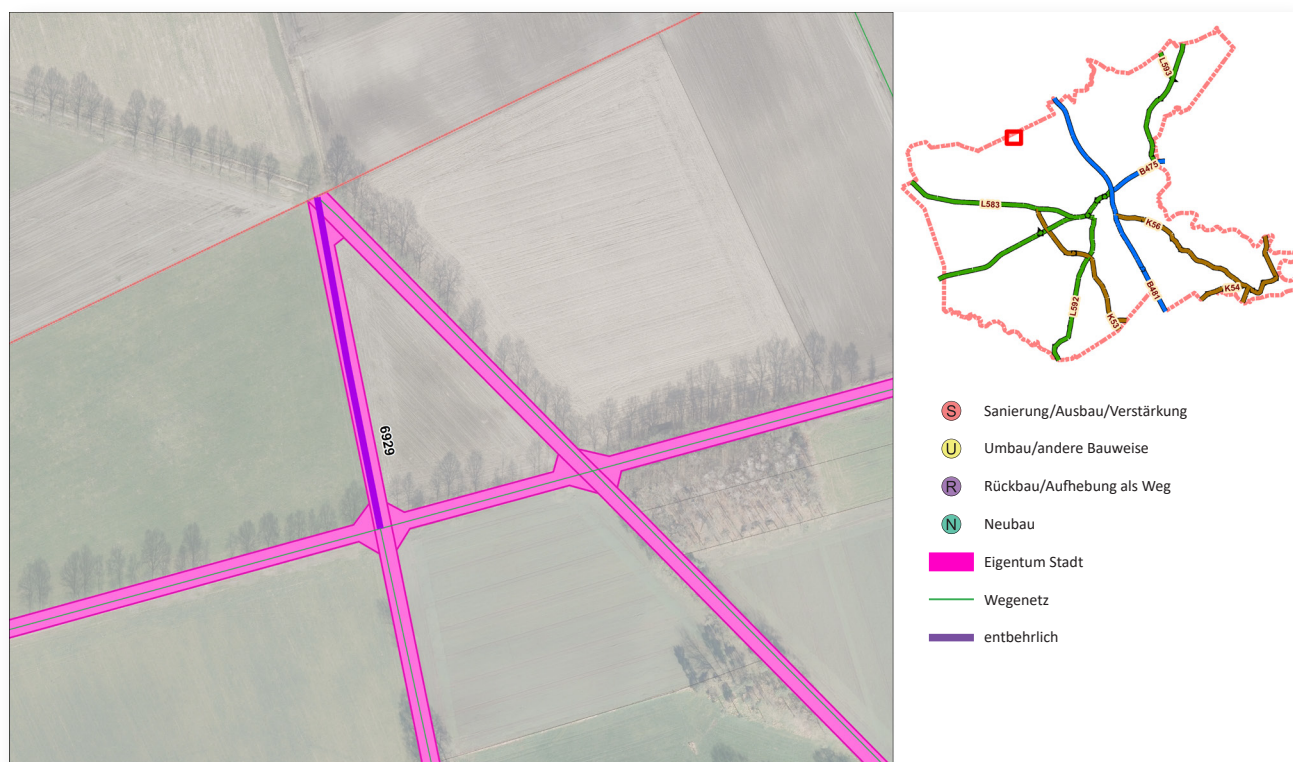 6929
L593
B475
L583
K56
L592
B481
K54
K53
S Sanierung/Ausbau/Verstärkung
U Umbau/andere Bauweise
R Rückbau/Aufhebung als Weg
N Neubau
Eigentum Stadt
Wegenetz
entbehrlich